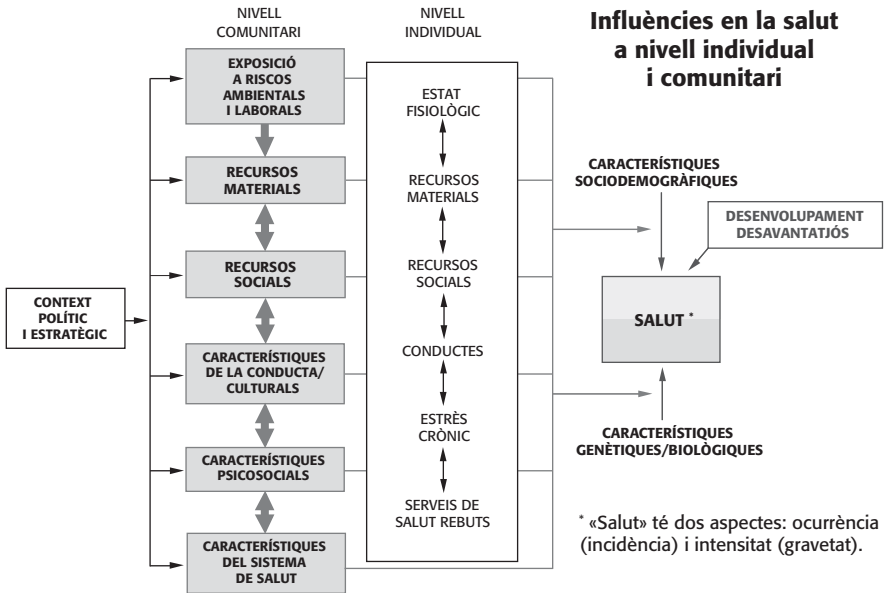 NIVELL
COMUNITARI
NIVELL
INDIVIDUAL
Influències en la salut
a nivell individual
i comunitari
EXPOSICIÓ
A RISCOS
AMBIENTALS
I LABORALS
RECURSOS
MATERIALS
RECURSOS
SOCIALS
CONTEXT
POLÍTIC
I ESTRATÈGIC
CARACTERÍSTIQUES
DE LA CONDUCTA/
CULTURALS
CARACTERÍSTIQUES
PSICOSOCIALS
CARACTERÍSTIQUES
DEL SISTEMA
DE SALUT
ESTAT
FISIOLÒGIC
RECURSOS
MATERIALS
RECURSOS
SOCIALS
CONDUCTES
ESTRÈS
CRÒNIC
SERVEIS DE
SALUT REBUTS
CARACTERÍSTIQUES
SOCIODEMOGRÀFIQUES
DESENVOLUPAMENT
DESAVANTATJÓS
SALUT *
CARACTERÍSTIQUES
GENÈTIQUES/BIOLÒGIQUES
* «Salut» té dos aspectes: ocurrència
(incidència) i intensitat (gravetat).